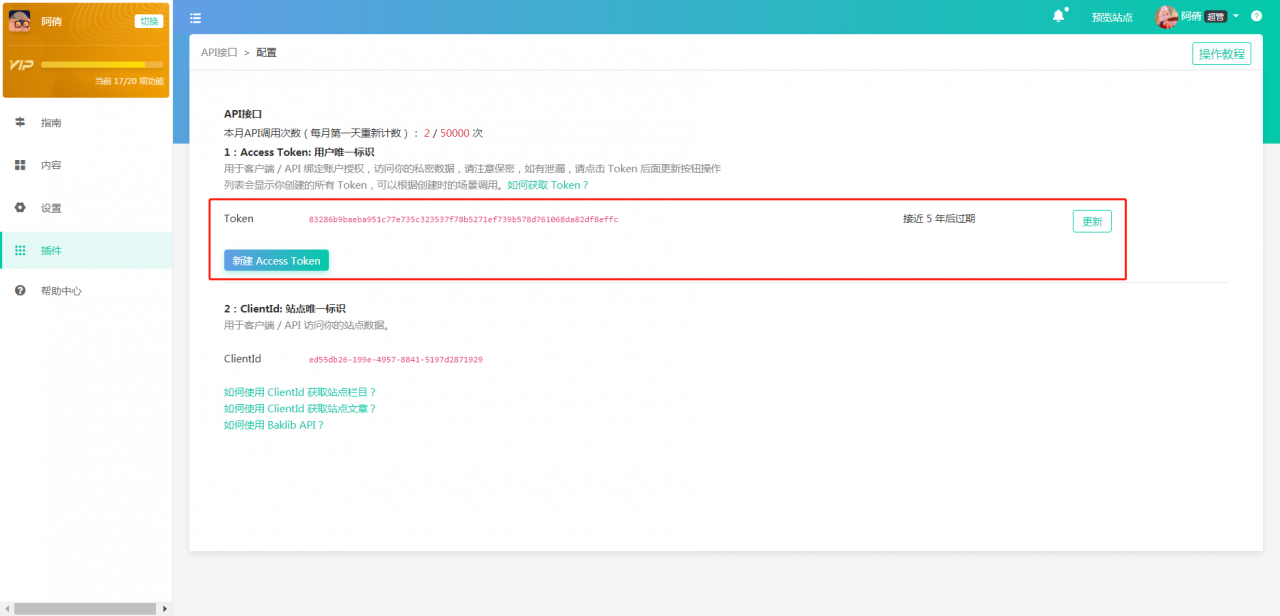 阿倩 切换
VIP
当前 17/20 项功能
指南
内容
设置
插件
帮助中心
预览站点 阿倩 超管
API接口 > 配置
操作教程
API接口
本月API调用次数 ( 每月第一天重新计数 ) ： 2 / 50000 次
1：Access Token: 用户唯一标识
用于客户端 / API 绑定账户授权，访问你的私密数据，请注意保密，如有泄漏，请点击 Token 后面更新按钮操作
列表会显示你创建的所有 Token，可以根据创建时的场景调用。如何获取 Token？
Token 83286b9baeba951c77e735c323537f78b5271ef739b578d761068da82df8effc 接近 5 年后过期 更新
新建 Access Token
2：ClientId: 站点唯一标识
用于客户端 / API 访问你的站点数据。
ClientId ed55db26-199e-4957-8841-5197d2871929
如何使用 ClientId 获取站点栏目？
如何使用 ClientId 获取站点文章？
如何使用 Baklib API？